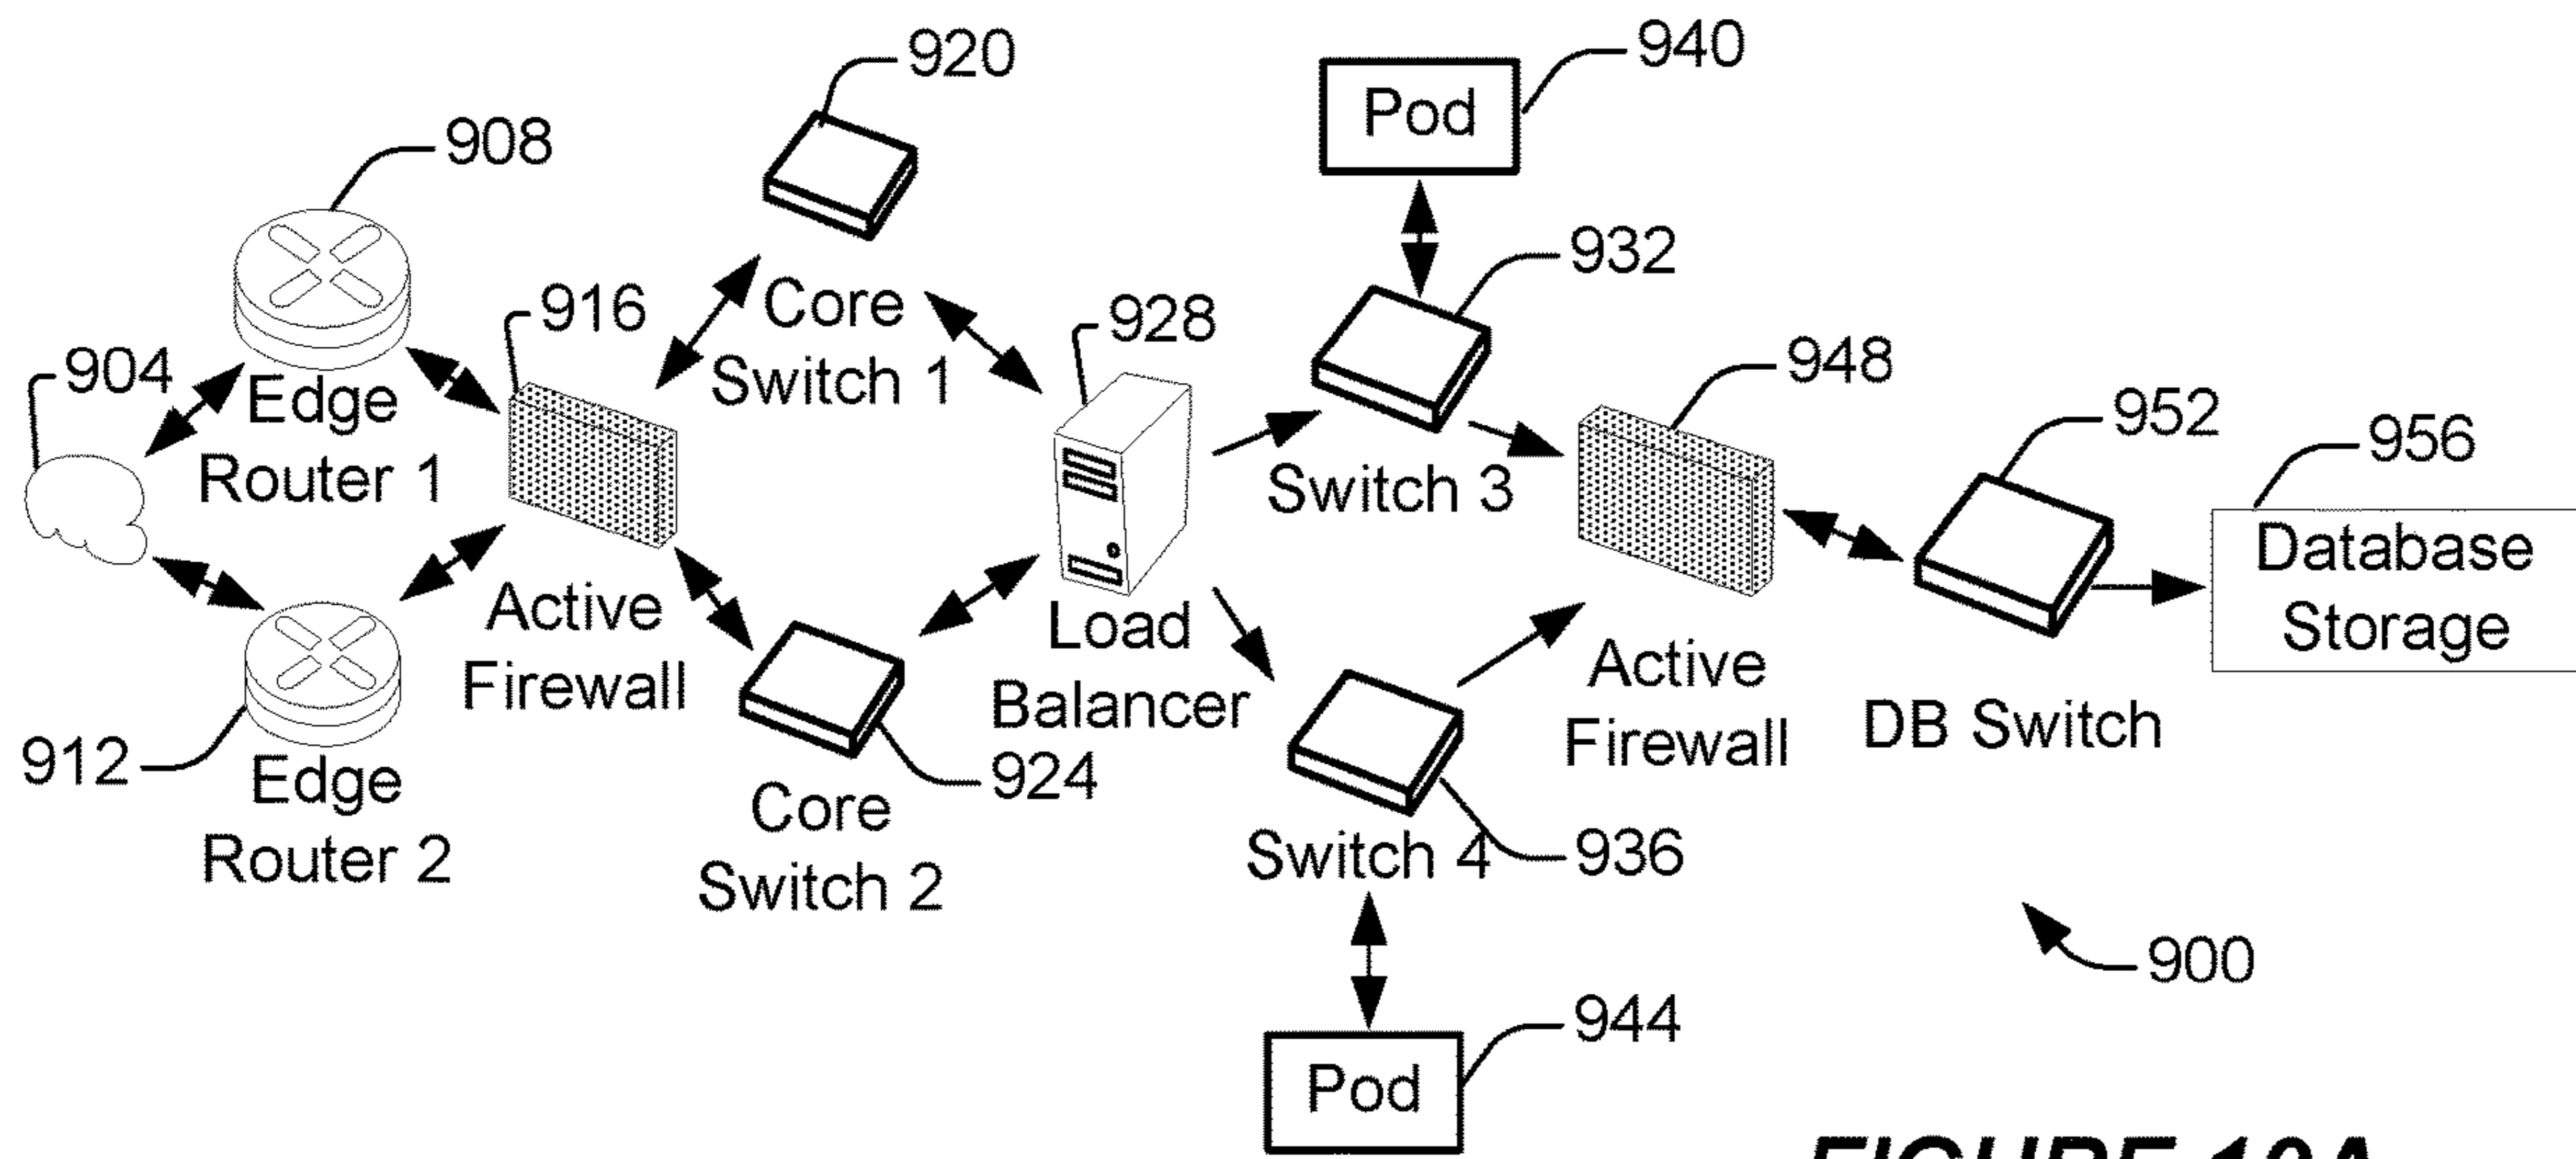 920
940
Pod
908
932
916
Core
Switch 1
928
948
904
Edge
Router 1
952
956
Switch 3
Database
Storage
Active
Firewall
Load
Balancer
Active
Firewall
DB Switch
912
Edge
Router 2
924
Core
Switch 2
Switch 4
936
900
944
Pod
FIGURE 10A